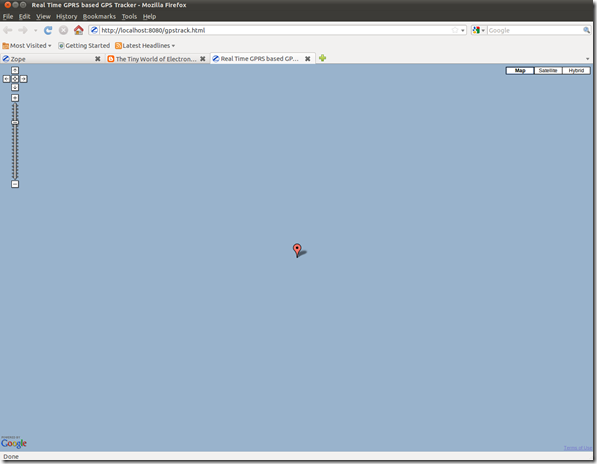 Real Time GPRS based GPS Tracker - Mozilla Firefox
File Edit View History Bookmarks Tools Help
http://localhost:8080/gpstrack.html
Google
Most Visited Getting Started Latest Headlines
Zope
The Tiny World of Electron...
Real Time GPRS based GP...
Map Satellite Hybrid
Google
Terms of Use
Done